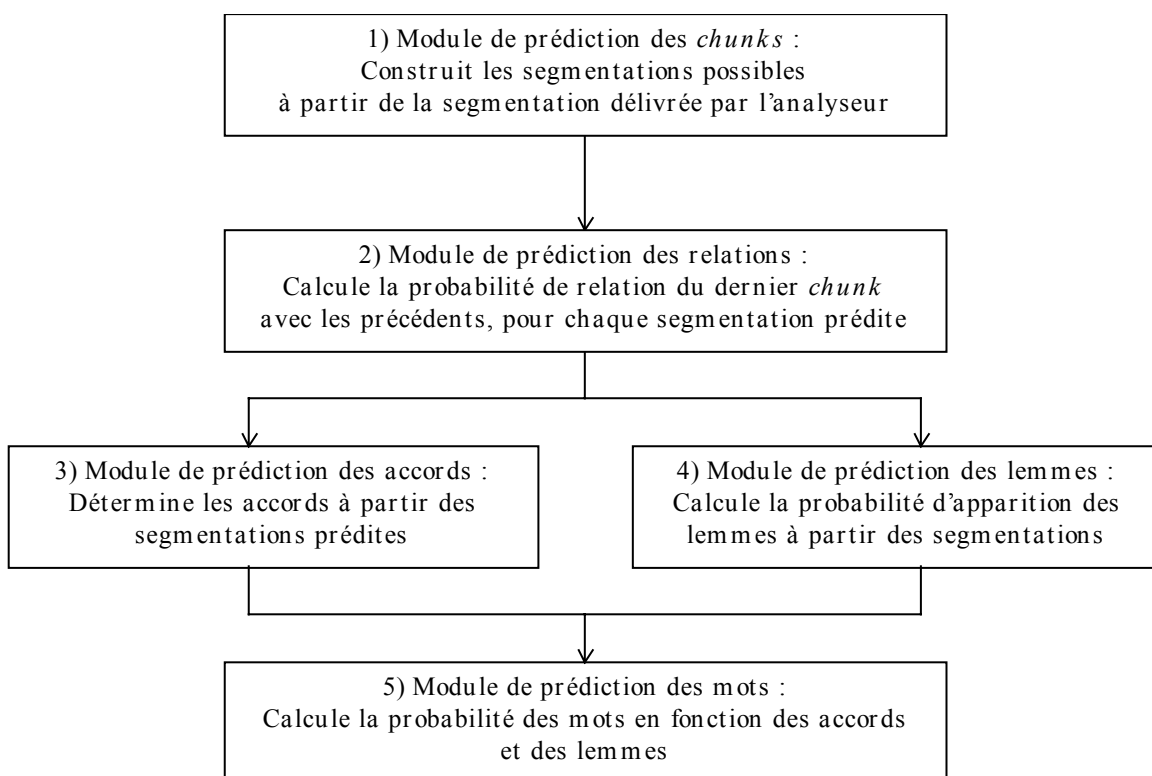 1) Module de prédiction des chunks :
Construit les segmentations possibles
à partir de la segmentation délivrée par l'analyseur
2) Module de prédiction des relations :
Calcule la probabilité de relation du dernier chunk
avec les précédents, pour chaque segmentation prédite
3) Module de prédiction des accords :
Détermine les accords à partir des
segmentations prédites
4) Module de prédiction des lemmes :
Calcule la probabilité d'apparition des
lemmes à partir des segmentations
5) Module de prédiction des mots :
Calcule la probabilité des mots en fonction des accords
et des lemmes